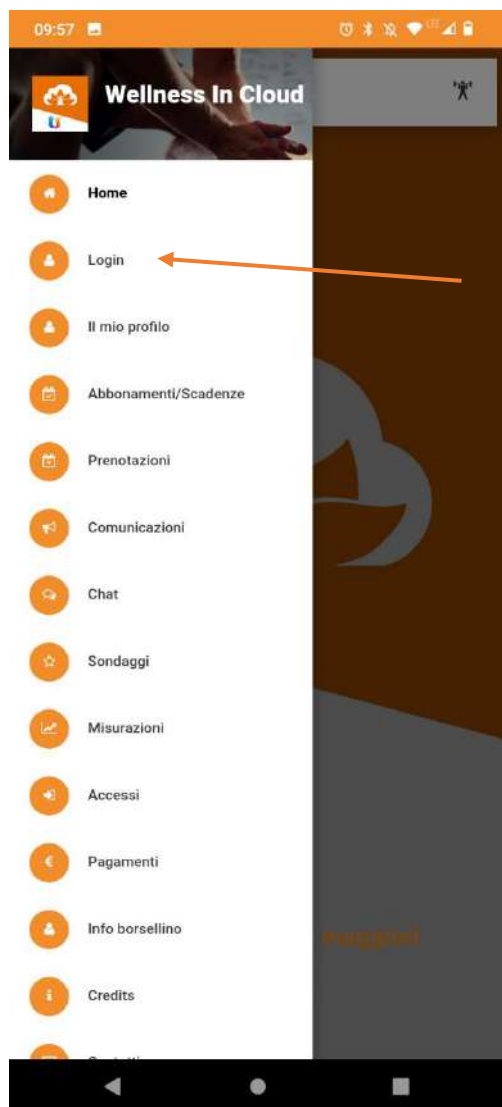 09:57
LTE
Wellness In Cloud
Home
Login
Il mio profilo
Abbonamenti/Scadenze
Prenotazioni
Comunicazioni
Chat
Sondaggi
Misurazioni
Accessi
€
Pagamenti
Info borsellino
Credits